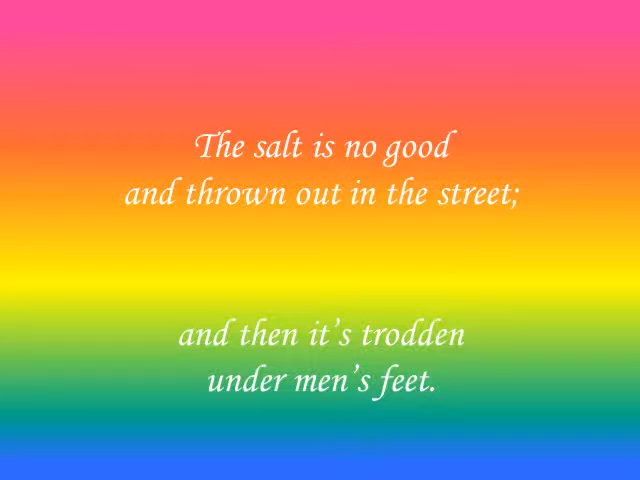 The salt is no good
and thrown out in the street;
and then it’s trodden
under men’s feet.